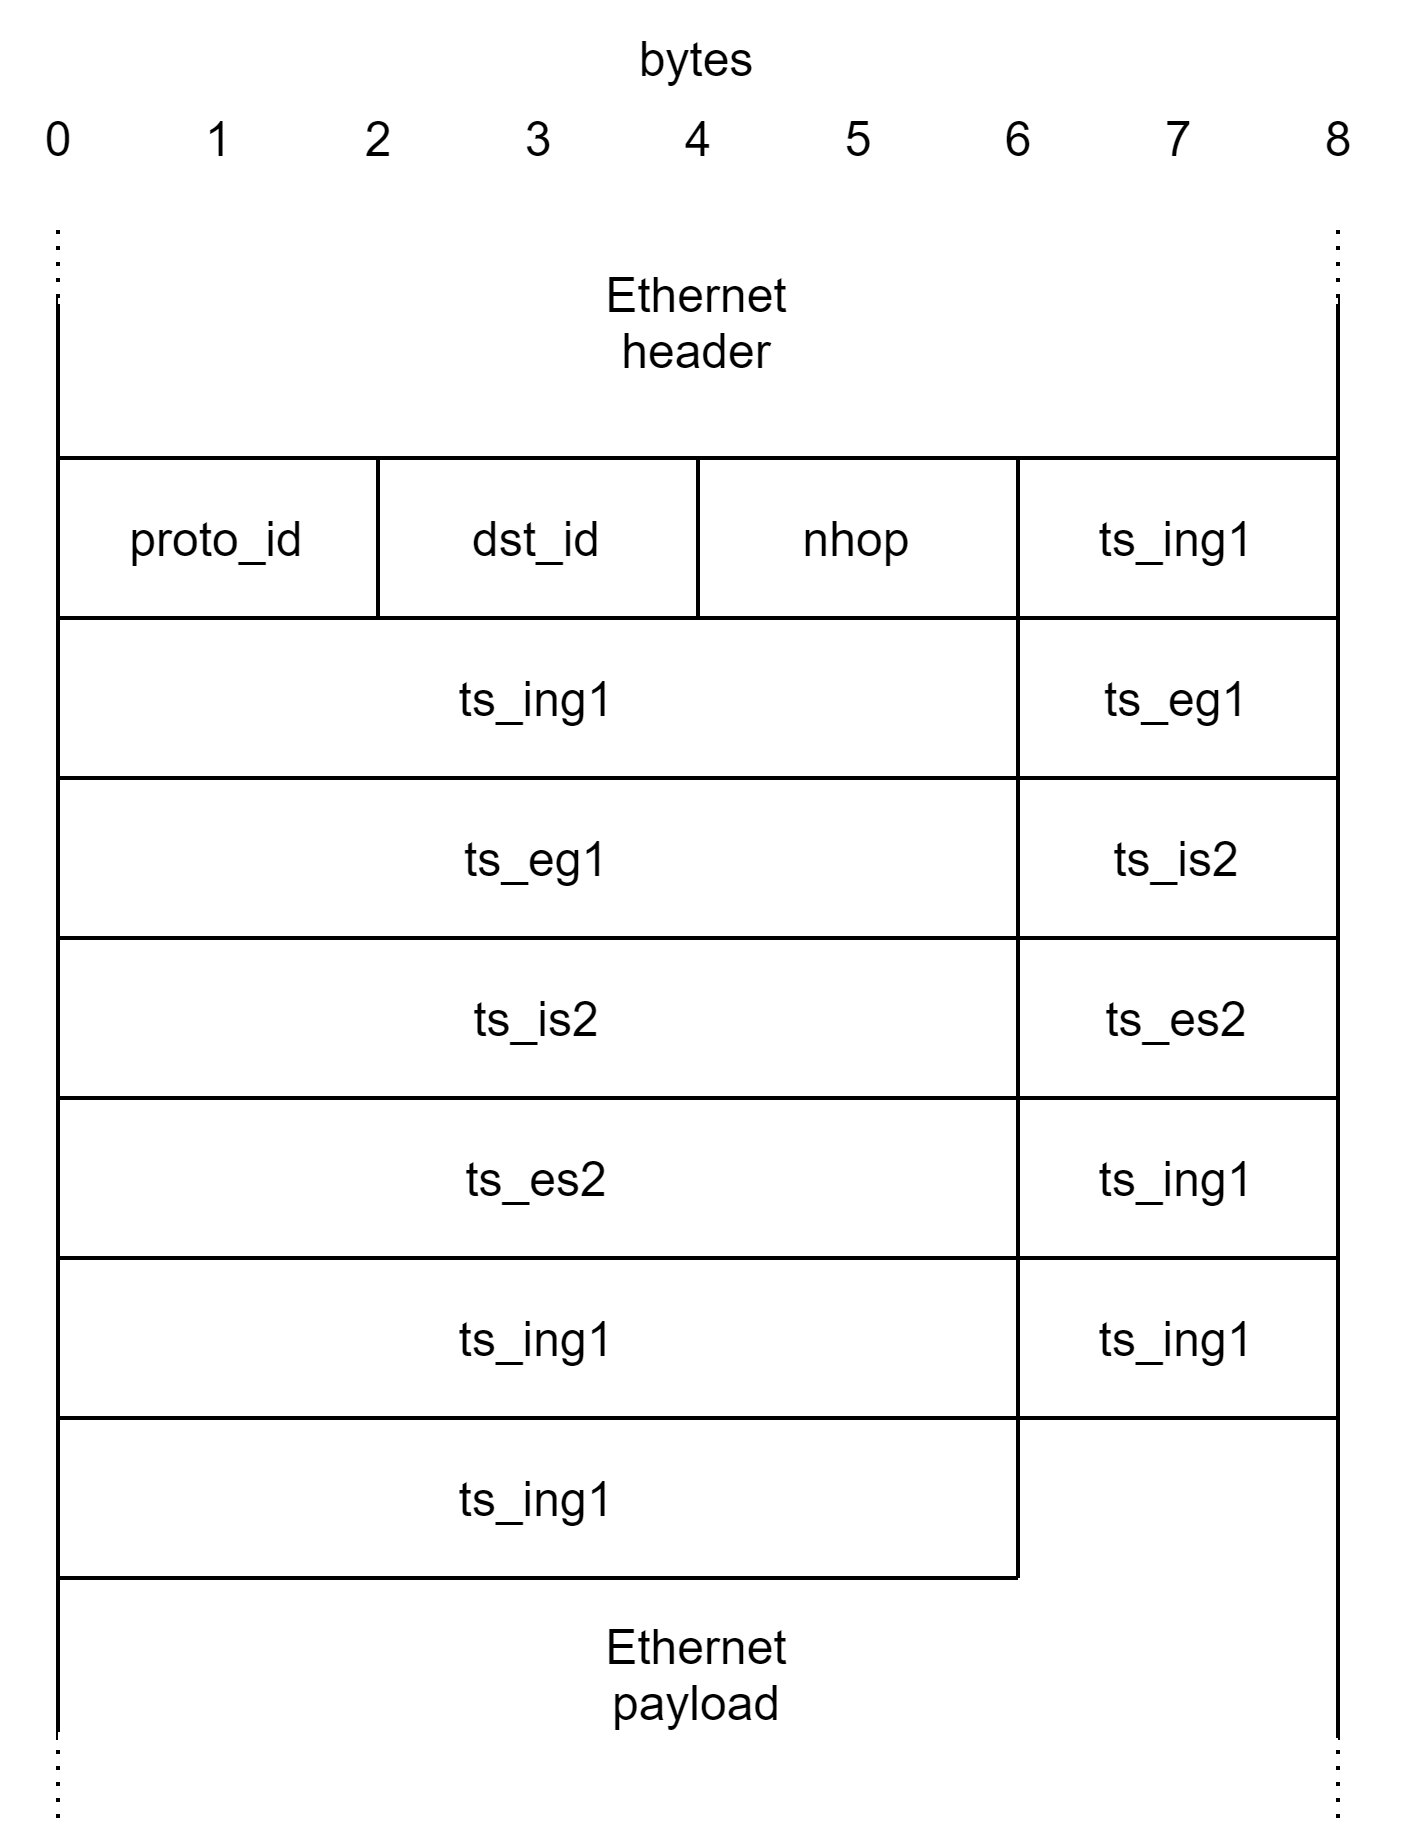 bytes
0 1 2 3 4 5 6 7 8
Ethernet
header
proto_id dst_id nhop ts_ing1
ts_ing1 ts_eg1
ts_eg1 ts_is2
ts_is2 ts_es2
ts_es2 ts_ing1
ts_ing1 ts_ing1
ts_ing1
Ethernet
payload